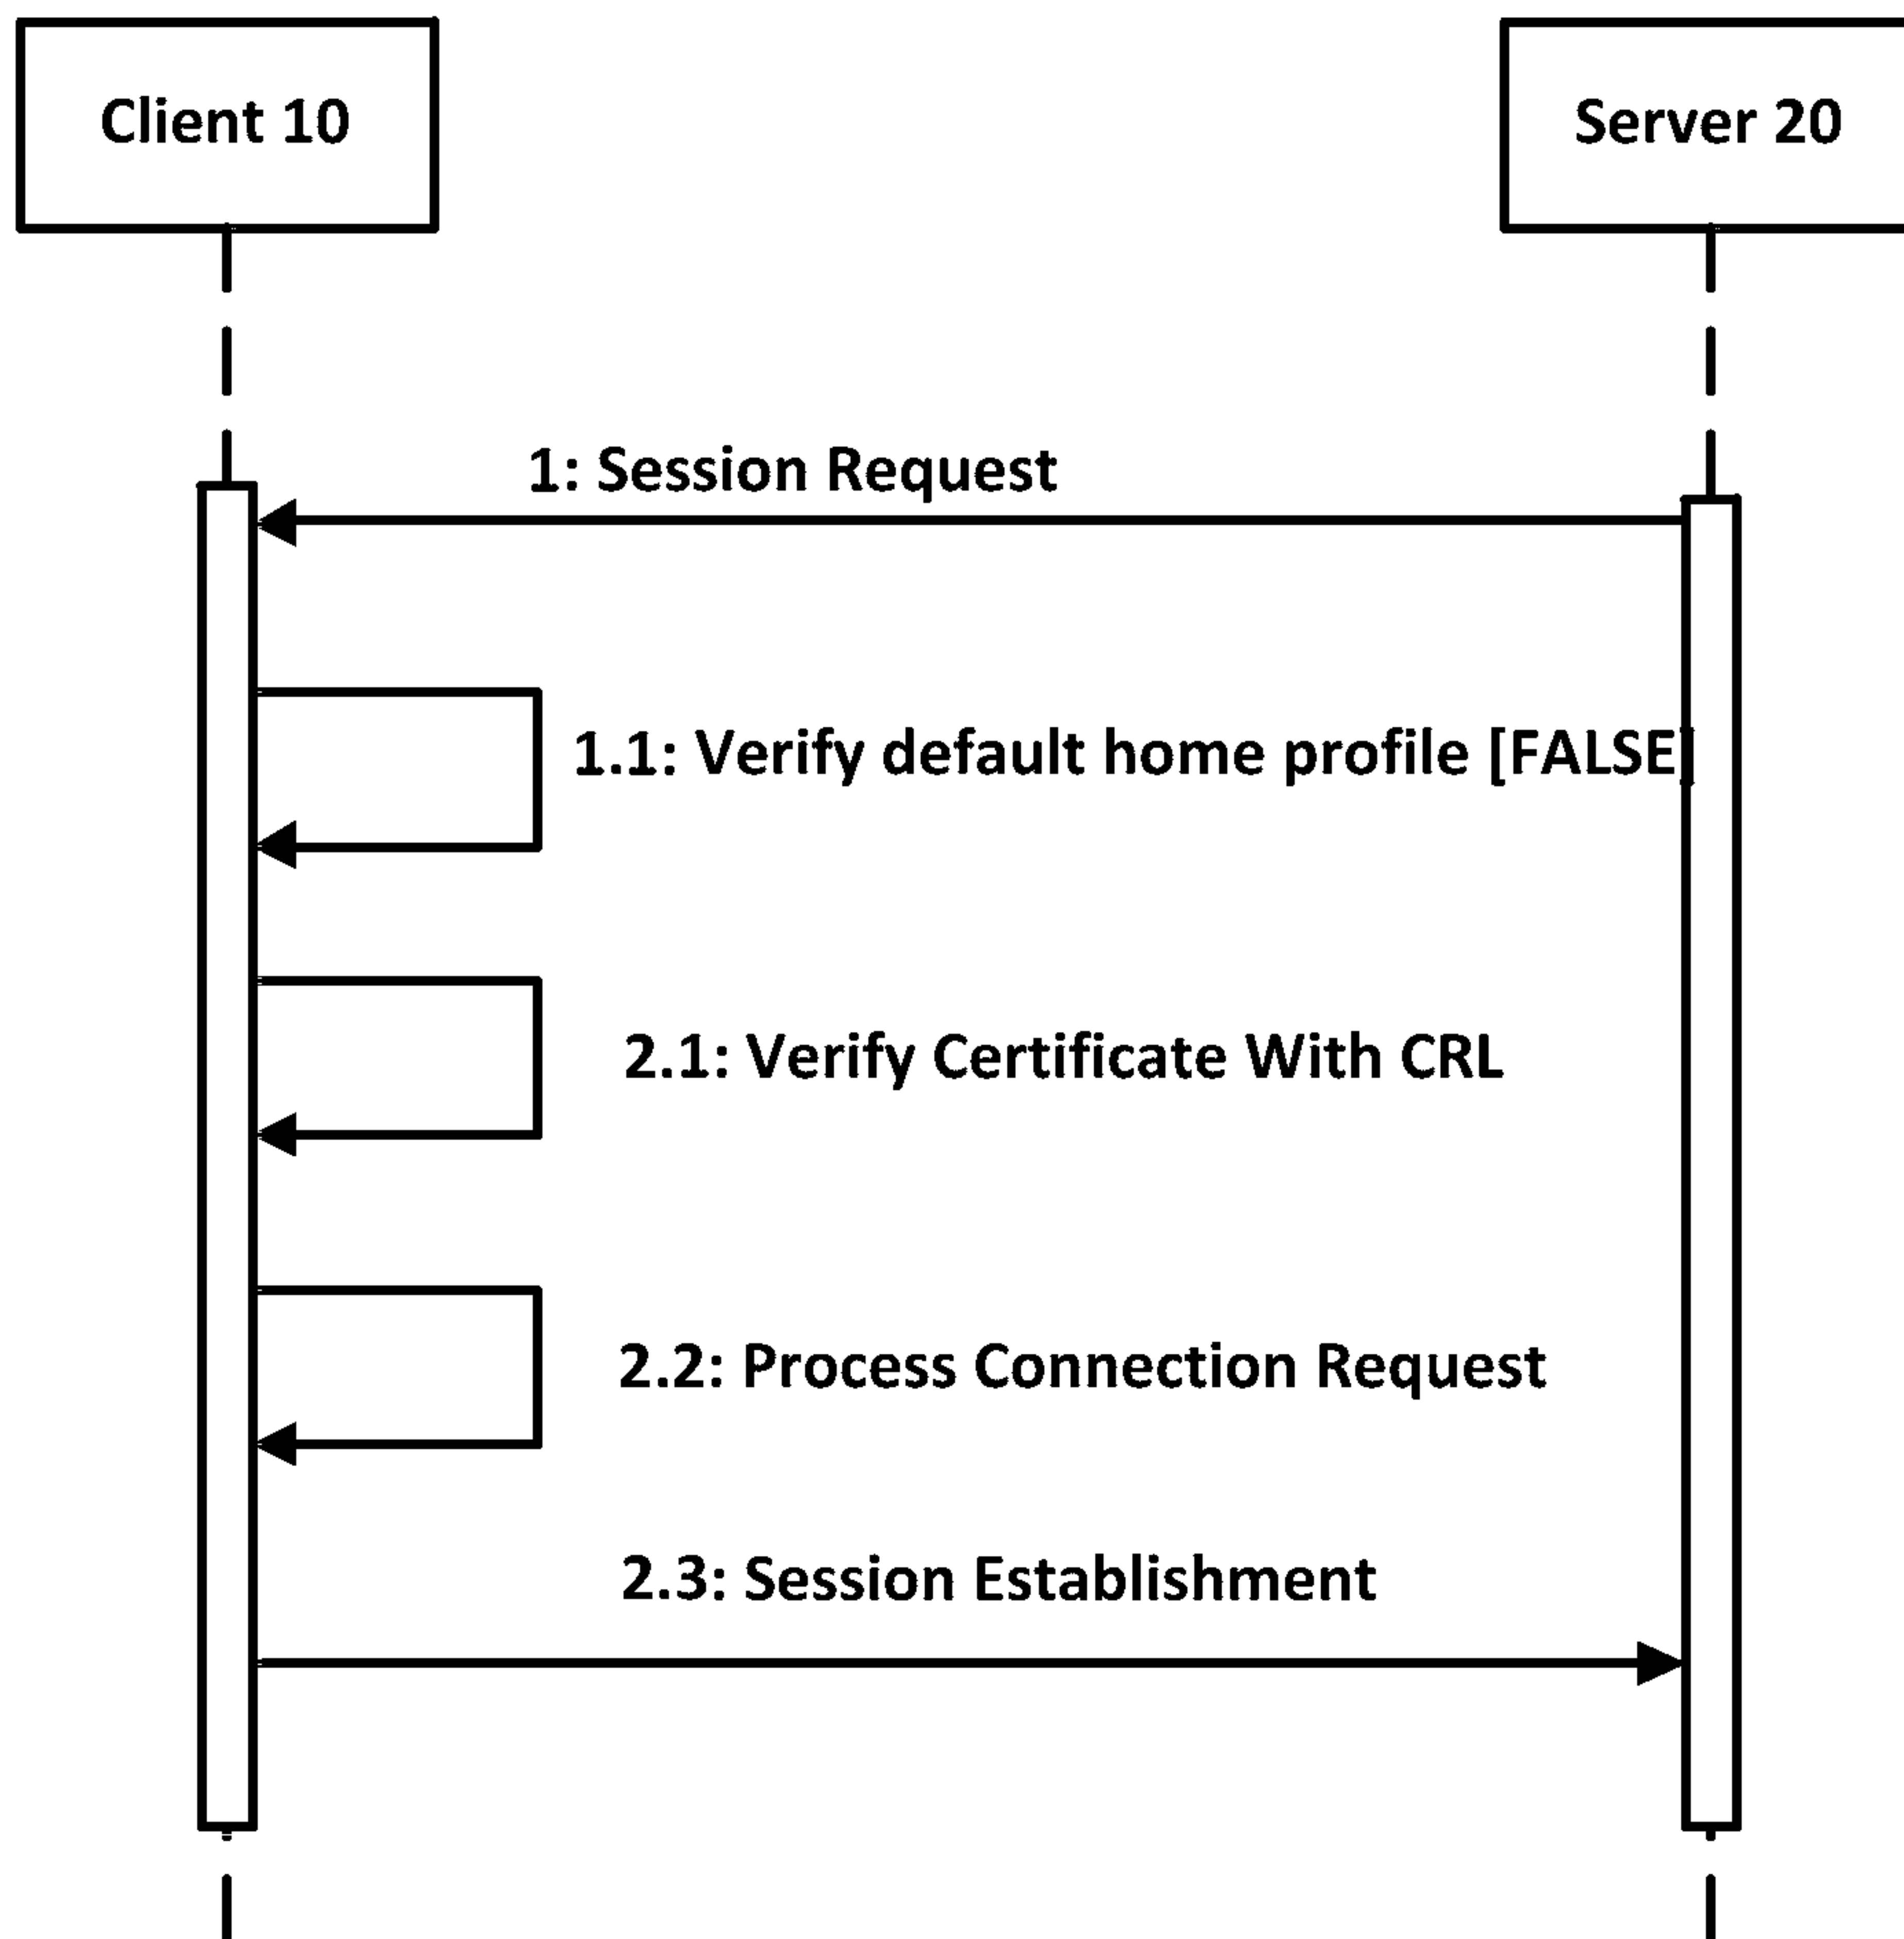 Client 10
Server 20
1: Session Request
1.1: Verify default home profile [FALSE]
2.1: Verify Certificate With CRL
2.2: Process Connection Request
2.3: Session Establishment